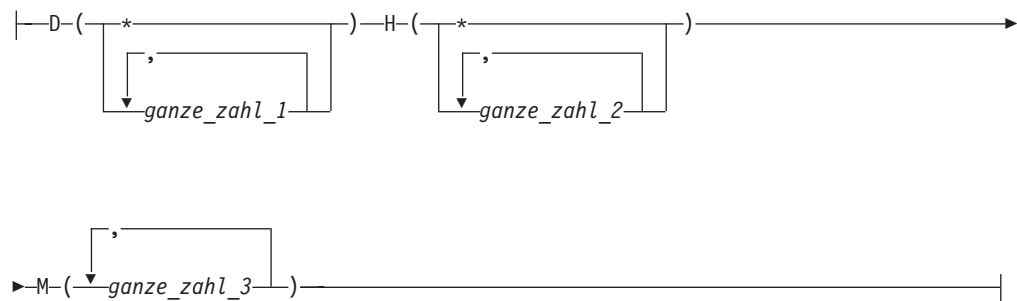 D ( * ) H ( * )
,
,
ganze_zahl_1
ganze_zahl_2
,
M ( ganze_zahl_3 )